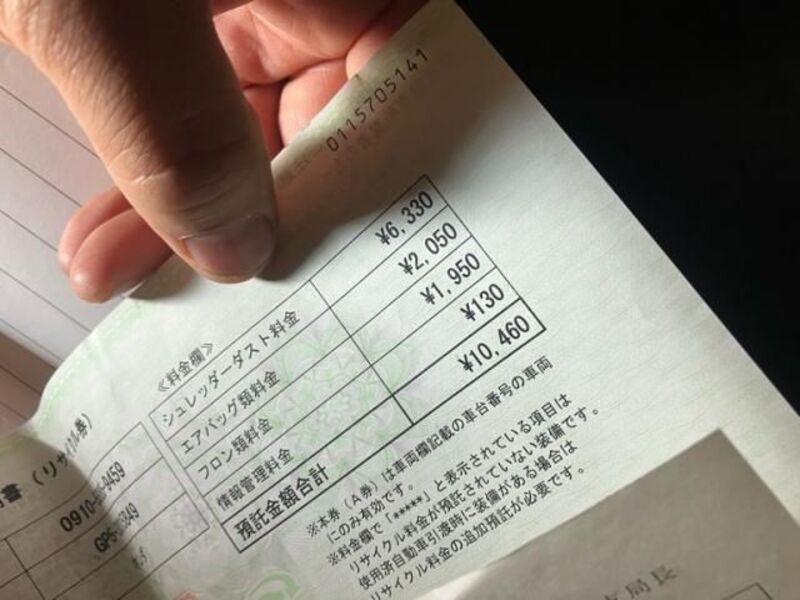 0115705141
≪料金欄≫
シュレッダーダスト料金 ¥6,330
エアバッグ類料金 ¥2,050
フロン類料金 ¥1,950
情報管理料金 ¥130
預託金額合計 ¥10,460
※本券（A券）は車両欄記載の車台番号の車両
にのみ有効です。
※料金欄で「*****」と表示されている項目は
リサイクル料金が預託されていない装備です。
使用済自動車引渡時に装備がある場合は
リサイクル料金の追加預託が必要です。
書（リサイクル券）
局長